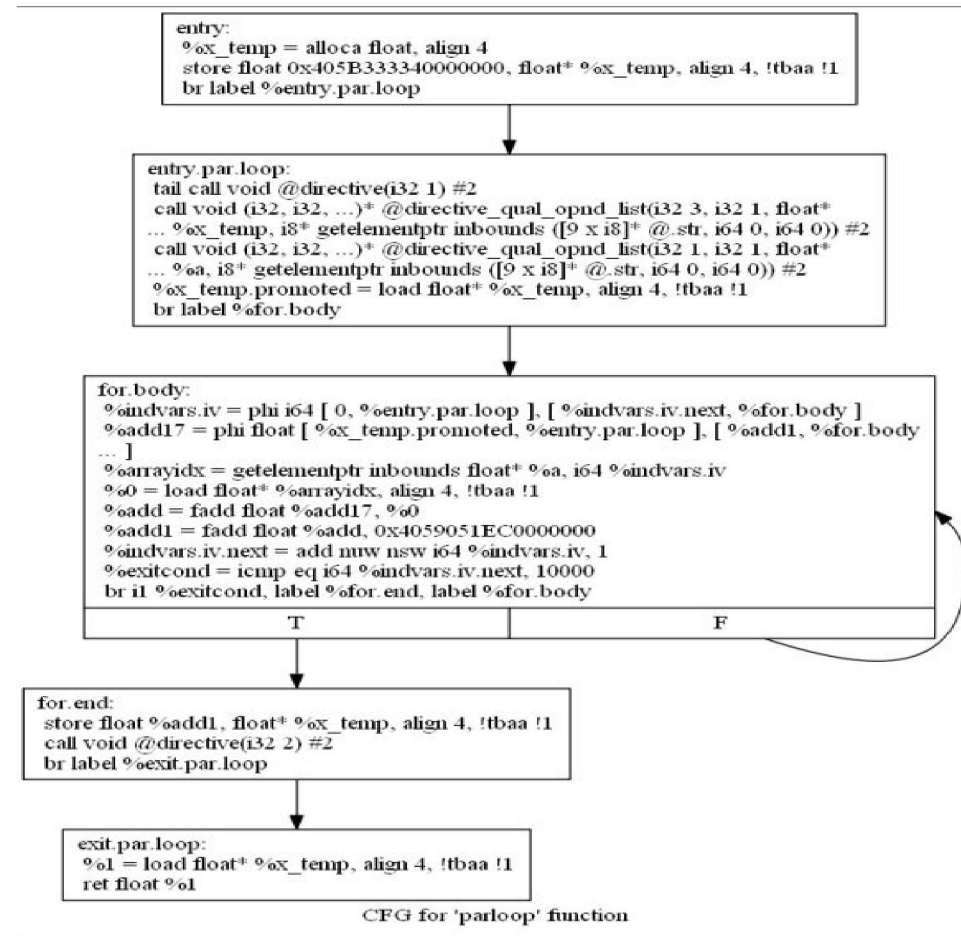 entry:
%x_temp = alloca float, align 4
store float 0x405B333340000000, float* %x_temp, align 4, !tbaa !1
br label %entry.par.loop
entry.par.loop:
tail call void @directive(i32 1) #2
call void (i32, i32, ...)* @directive_qual_opnd_list(i32 3, i32 1, float*
... %x_temp, i8* getelementptr inbounds ([9 x i8]* @.str, i64 0, i64 0)) #2
call void (i32, i32, ...)* @directive_qual_opnd_list(i32 1, i32 1, float*
... %a, i8* getelementptr inbounds ([9 x i8]* @.str, i64 0, i64 0)) #2
%x_temp.promoted = load float* %x_temp, align 4, !tbaa !1
br label %for.body
for.body:
%indvars.iv = phi i64 [ 0, %entry.par.loop ], [ %indvars.iv.next, %for.body ]
%add17 = phi float [ %x_temp.promoted, %entry.par.loop ], [ %add1, %for.body
... ]
%arrayidx = getelementptr inbounds float* %a, i64 %indvars.iv
%0 = load float* %arrayidx, align 4, !tbaa !1
%add = fadd float %add17, %0
%add1 = fadd float %add, 0x4059051EC0000000
%indvars.iv.next = add nuw nsw i64 %indvars.iv, 1
%exitcond = icmp eq i64 %indvars.iv.next, 10000
br i1 %exitcond, label %for.end, label %for.body
T F
for.end:
store float %add1, float* %x_temp, align 4, !tbaa !1
call void @directive(i32 2) #2
br label %exit.par.loop
exit.par.loop:
%1 = load float* %x_temp, align 4, !tbaa !1
ret float %1
CFG for 'parloop' function